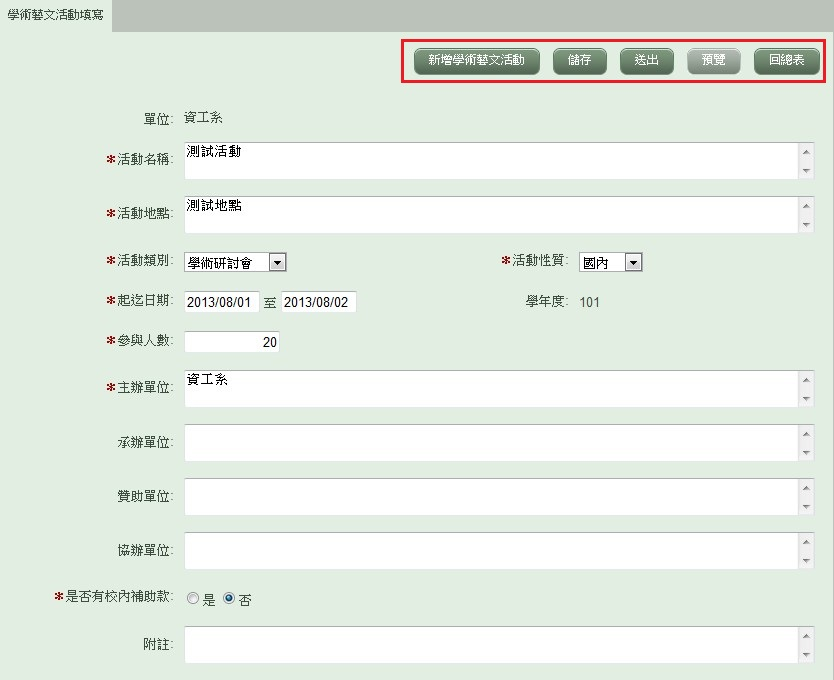 學術藝文活動填寫
新增學術藝文活動 儲存 送出 預覽 回總表
單位: 資工系
*活動名稱: 測試活動
*活動地點: 測試地點
*活動類別: 學術研討會 *活動性質: 國內
*起迄日期: 2013/08/01 至 2013/08/02 學年度: 101
*參與人數: 20
*主辦單位: 資工系
承辦單位:
贊助單位:
協辦單位:
*是否有校內補助款: 是 否
附註: